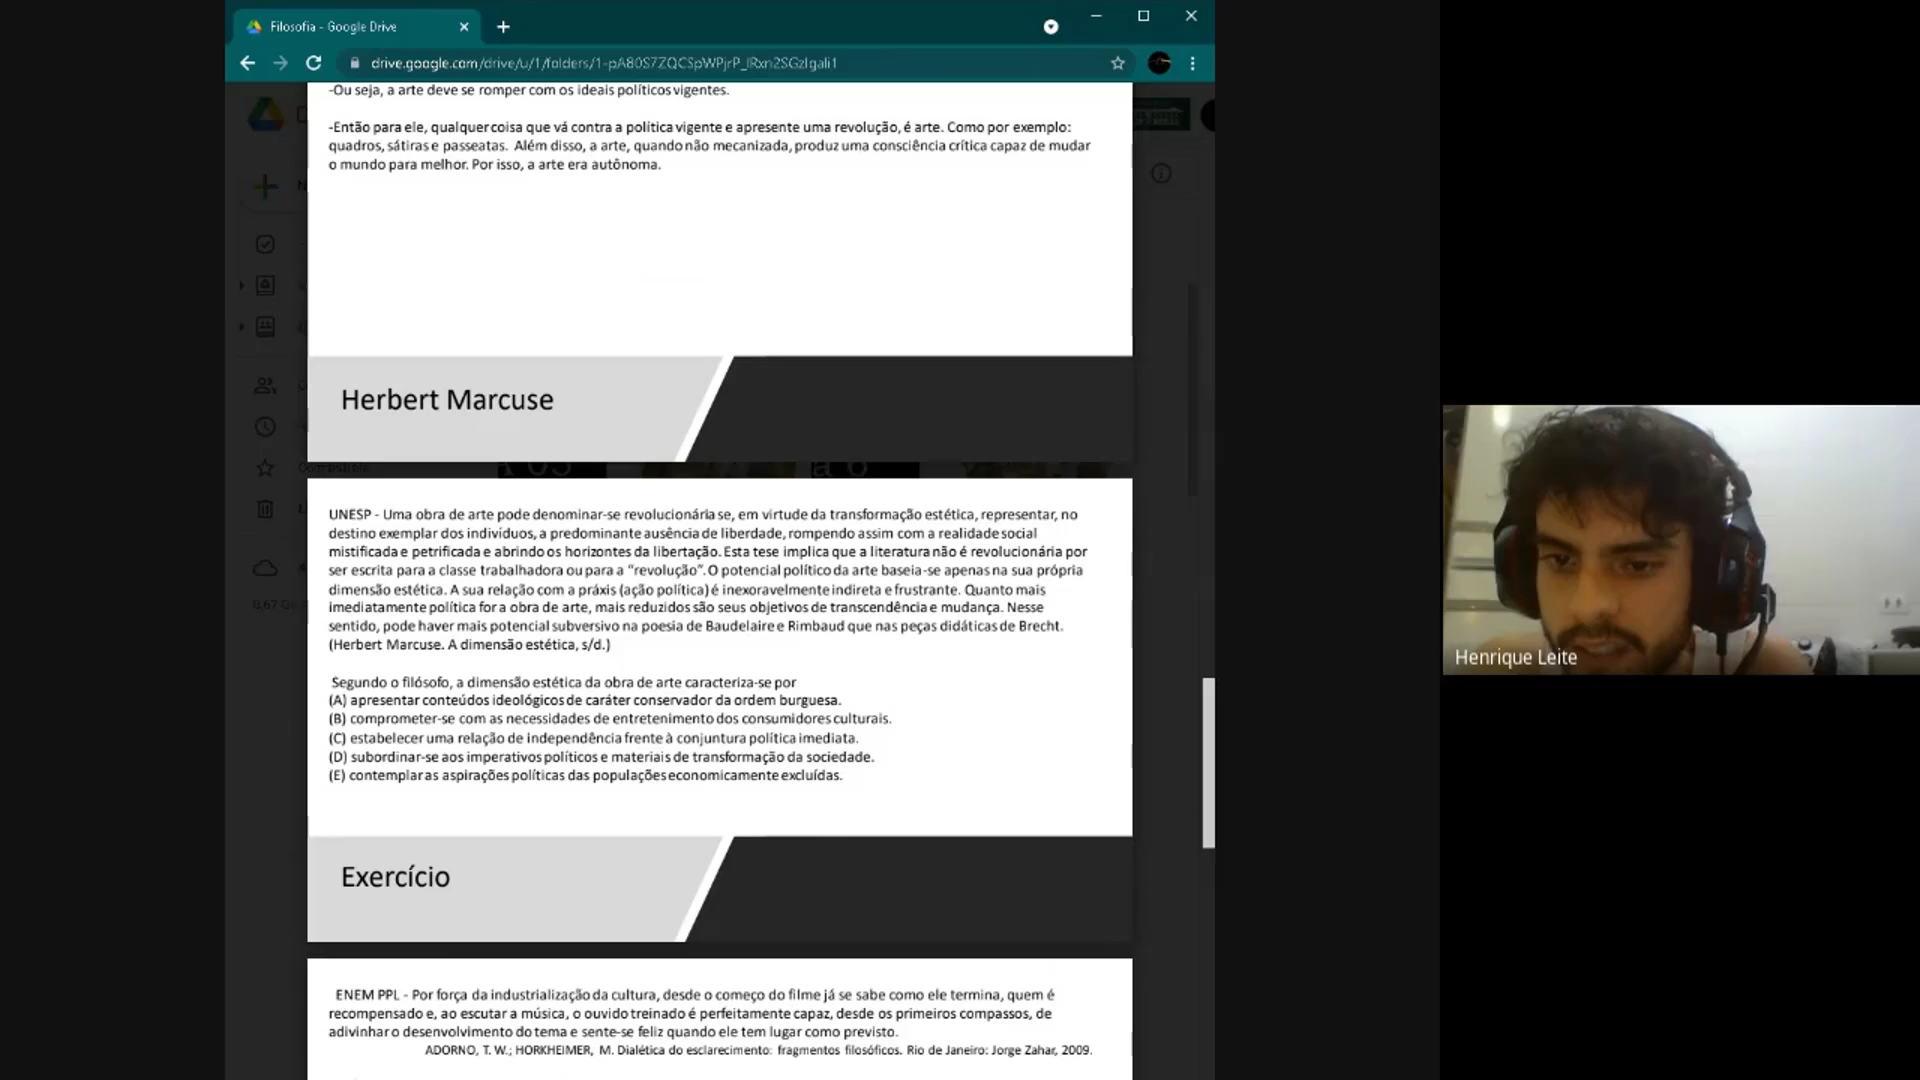 Filosofia - Google Drive
drive.google.com/drive/u/1/folders/1-pA80S7ZQCSpWPjrP_lRxn2SGzlgali1
-Ou seja, a arte deve se romper com os ideais políticos vigentes.
-Então para ele, qualquer coisa que vá contra a política vigente e apresente uma revolução, é arte. Como por exemplo:
quadros, sátiras e passeatas. Além disso, a arte, quando não mecanizada, produz uma consciência crítica capaz de mudar
o mundo para melhor. Por isso, a arte era autônoma.
Herbert Marcuse
UNESP - Uma obra de arte pode denominar-se revolucionária se, em virtude da transformação estética, representar, no
destino exemplar dos indivíduos, a predominante ausência de liberdade, rompendo assim com a realidade social
mistificada e petrificada e abrindo os horizontes da libertação. Esta tese implica que a literatura não é revolucionária por
ser escrita para a classe trabalhadora ou para a “revolução”. O potencial político da arte baseia-se apenas na sua própria
dimensão estética. A sua relação com a práxis (ação política) é inexoravelmente indireta e frustrante. Quanto mais
imediatamente política for a obra de arte, mais reduzidos são seus objetivos de transcendência e mudança. Nesse
sentido, pode haver mais potencial subversivo na poesia de Baudelaire e Rimbaud que nas peças didáticas de Brecht.
(Herbert Marcuse. A dimensão estética, s/d.)
Segundo o filósofo, a dimensão estética da obra de arte caracteriza-se por
(A) apresentar conteúdos ideológicos de caráter conservador da ordem burguesa.
(B) comprometer-se com as necessidades de entretenimento dos consumidores culturais.
(C) estabelecer uma relação de independência frente à conjuntura política imediata.
(D) subordinar-se aos imperativos políticos e materiais de transformação da sociedade.
(E) contemplar as aspirações políticas das populações economicamente excluídas.
Exercício
ENEM PPL - Por força da industrialização da cultura, desde o começo do filme já se sabe como ele termina, quem é
recompensado e, ao escutar a música, o ouvido treinado é perfeitamente capaz, desde os primeiros compassos, de
adivinhar o desenvolvimento do tema e sente-se feliz quando ele tem lugar como previsto.
ADORNO, T. W.; HORKHEIMER, M. Dialética do esclarecimento: fragmentos filosóficos. Rio de Janeiro: Jorge Zahar, 2009.
Henrique Leite